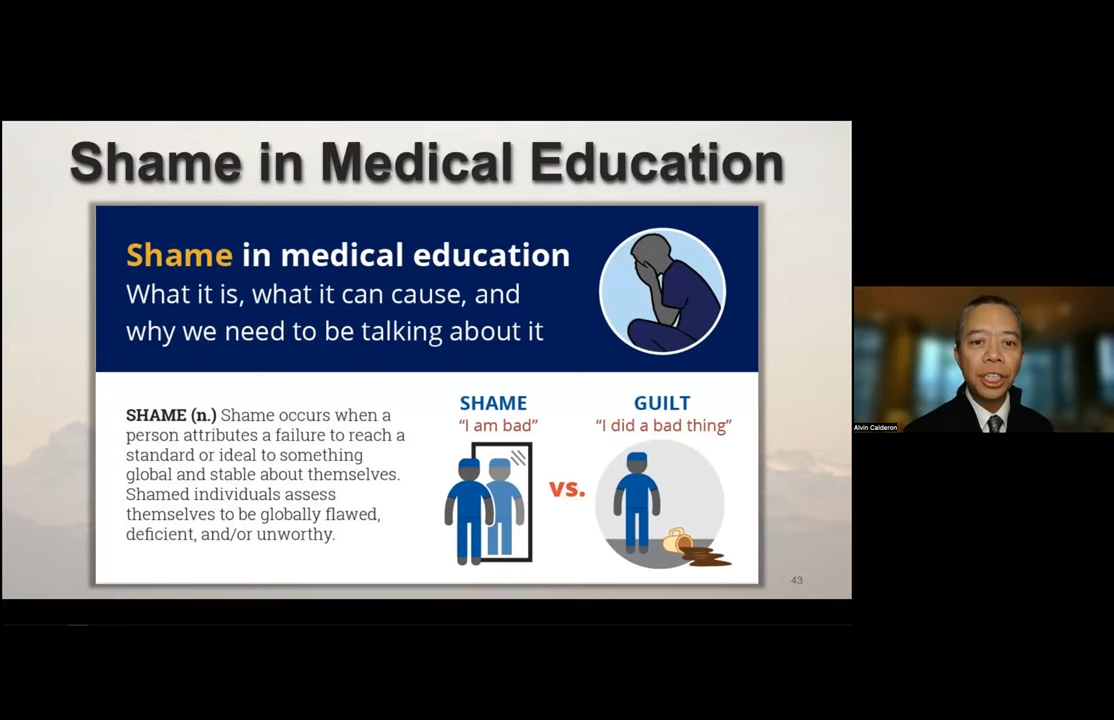 Shame in Medical Education
Shame in medical education
What it is, what it can cause, and
why we need to be talking about it
SHAME (n.) Shame occurs when a
person attributes a failure to reach a
standard or ideal to something
global and stable about themselves.
Shamed individuals assess
themselves to be globally flawed,
deficient, and/or unworthy.
SHAME
"I am bad"
vs.
GUILT
"I did a bad thing"
43
Alvin Calderon